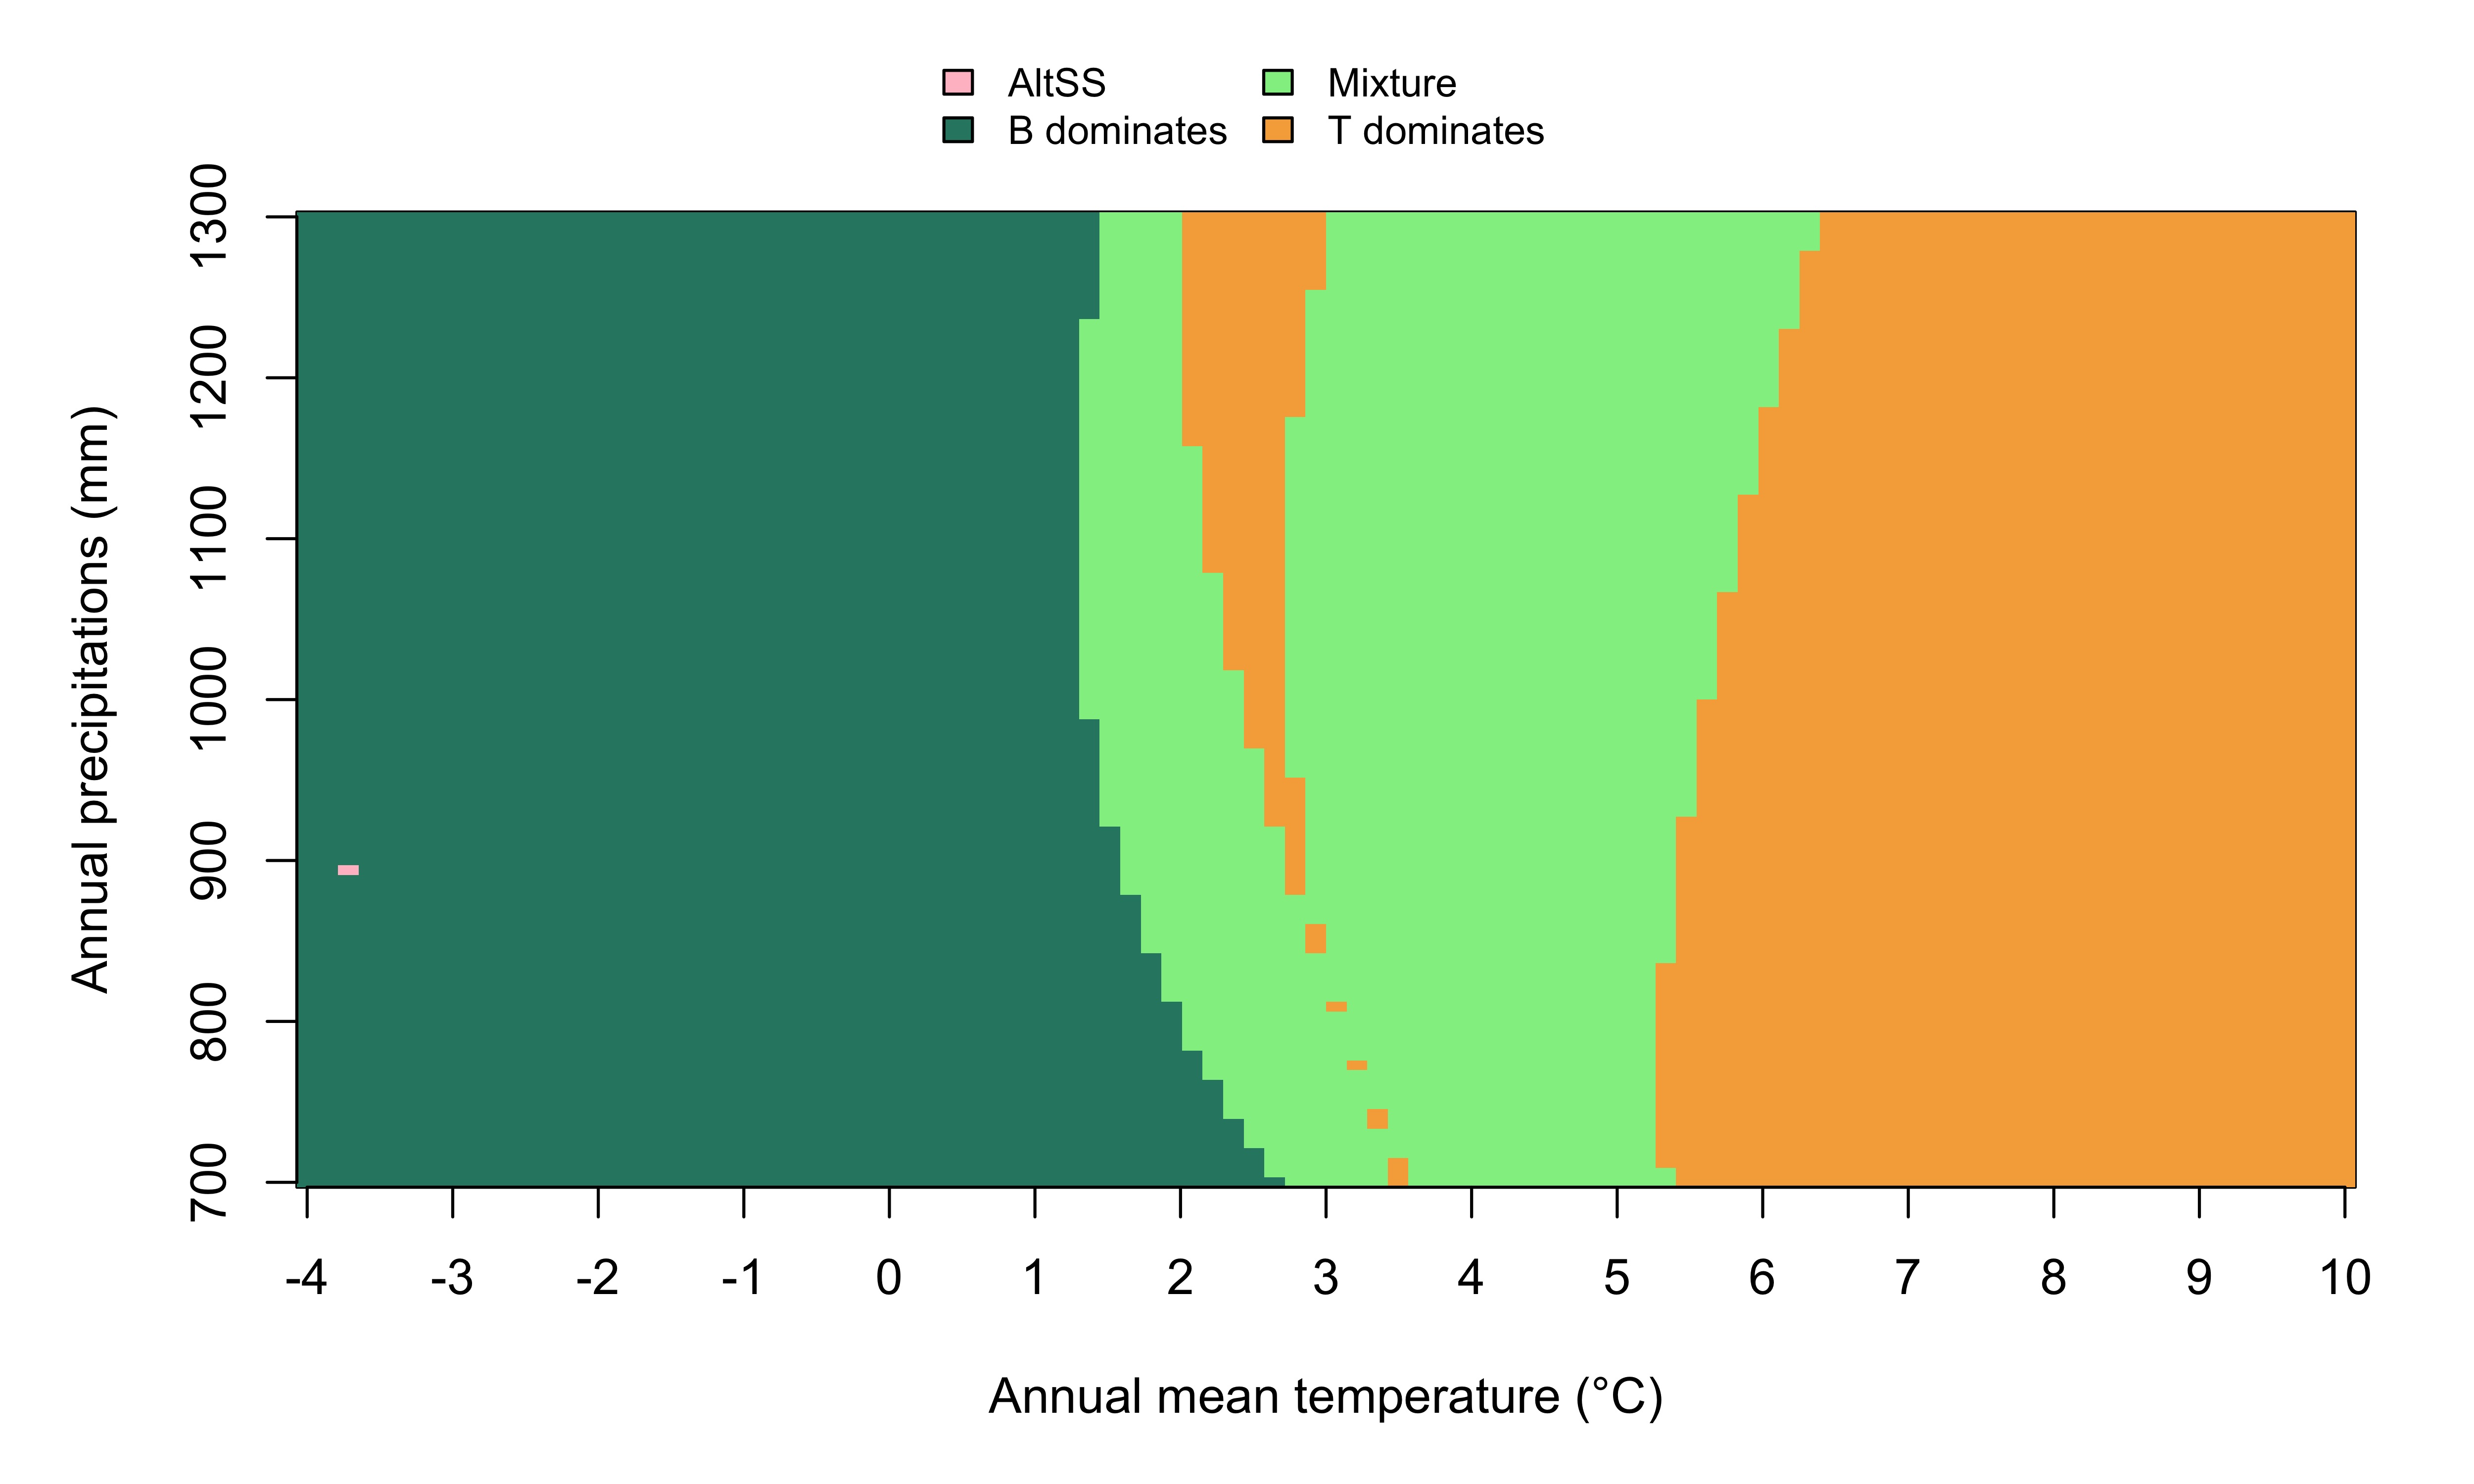 AltSS
Mixture
B dominates
T dominates
1300
1200
1100
1000
900
800
700
Annual precipitations (mm)
-4 -3 -2 -1 0 1 2 3 4 5 6 7 8 9 10
Annual mean temperature (°C)